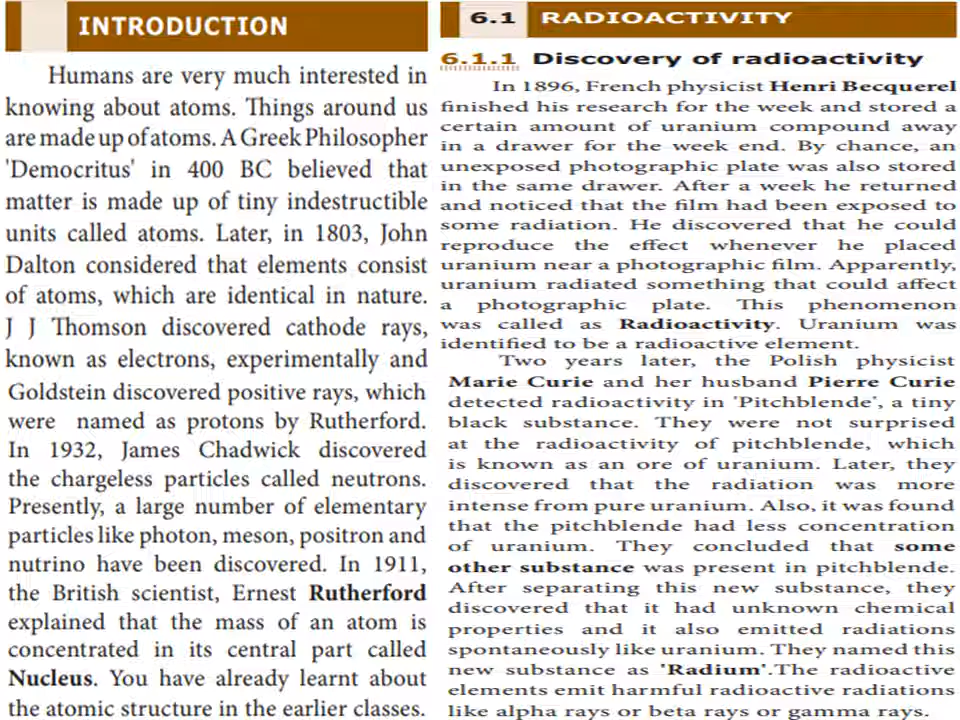 INTRODUCTION
Humans are very much interested in
knowing about atoms. Things around us
are made up of atoms. A Greek Philosopher
'Democritus' in 400 BC believed that
matter is made up of tiny indestructible
units called atoms. Later, in 1803, John
Dalton considered that elements consist
of atoms, which are identical in nature.
J J Thomson discovered cathode rays,
known as electrons, experimentally and
Goldstein discovered positive rays, which
were named as protons by Rutherford.
In 1932, James Chadwick discovered
the chargeless particles called neutrons.
Presently, a large number of elementary
particles like photon, meson, positron and
nutrino have been discovered. In 1911,
the British scientist, Ernest Rutherford
explained that the mass of an atom is
concentrated in its central part called
Nucleus. You have already learnt about
the atomic structure in the earlier classes.
6.1 RADIOACTIVITY
6.1.1 Discovery of radioactivity
In 1896, French physicist Henri Becquerel
finished his research for the week and stored a
certain amount of uranium compound away
in a drawer for the week end. By chance, an
unexposed photographic plate was also stored
in the same drawer. After a week he returned
and noticed that the film had been exposed to
some radiation. He discovered that he could
reproduce the effect whenever he placed
uranium near a photographic film. Apparently,
uranium radiated something that could affect
a photographic plate. This phenomenon
was called as Radioactivity. Uranium was
identified to be a radioactive element.
Two years later, the Polish physicist
Marie Curie and her husband Pierre Curie
detected radioactivity in 'Pitchblende', a tiny
black substance. They were not surprised
at the radioactivity of pitchblende, which
is known as an ore of uranium. Later, they
discovered that the radiation was more
intense from pure uranium. Also, it was found
that the pitchblende had less concentration
of uranium. They concluded that some
other substance was present in pitchblende.
After separating this new substance, they
discovered that it had unknown chemical
properties and it also emitted radiations
spontaneously like uranium. They named this
new substance as 'Radium'.The radioactive
elements emit harmful radioactive radiations
like alpha rays or beta rays or gamma rays.